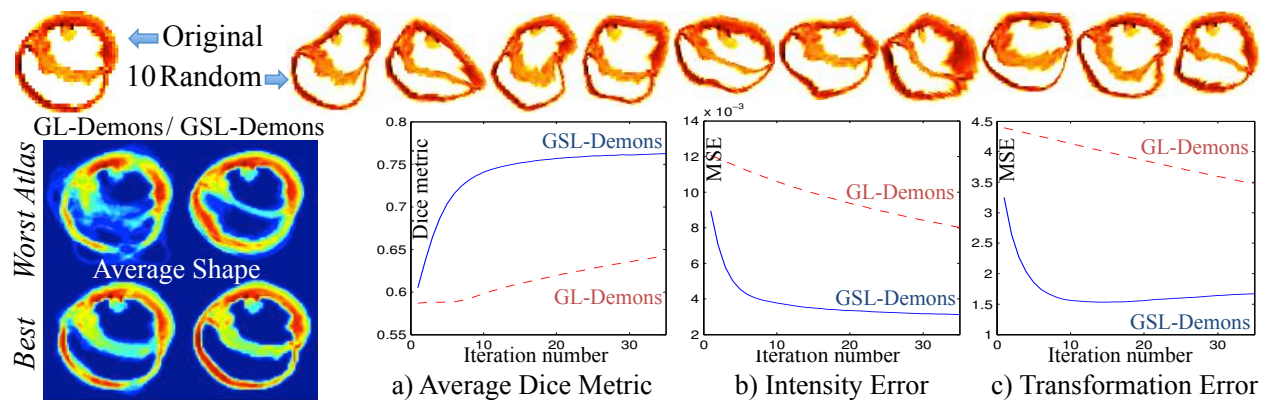 Original
10 Random
GL-Demons / GSL-Demons
Worst Atlas
Average Shape
Best
0.8
0.75
0.7
0.65
0.6
0.55
Dice metric
GSL-Demons
GL-Demons
0 10 20 30
Iteration number
a) Average Dice Metric
× 10⁻³
14
12
10
8
6
4
2
MSE
GL-Demons
GSL-Demons
0 10 20 30
Iteration number
b) Intensity Error
4.5
4
3.5
3
2.5
2
1.5
1
MSE
GL-Demons
GSL-Demons
0 10 20 30
Iteration number
c) Transformation Error